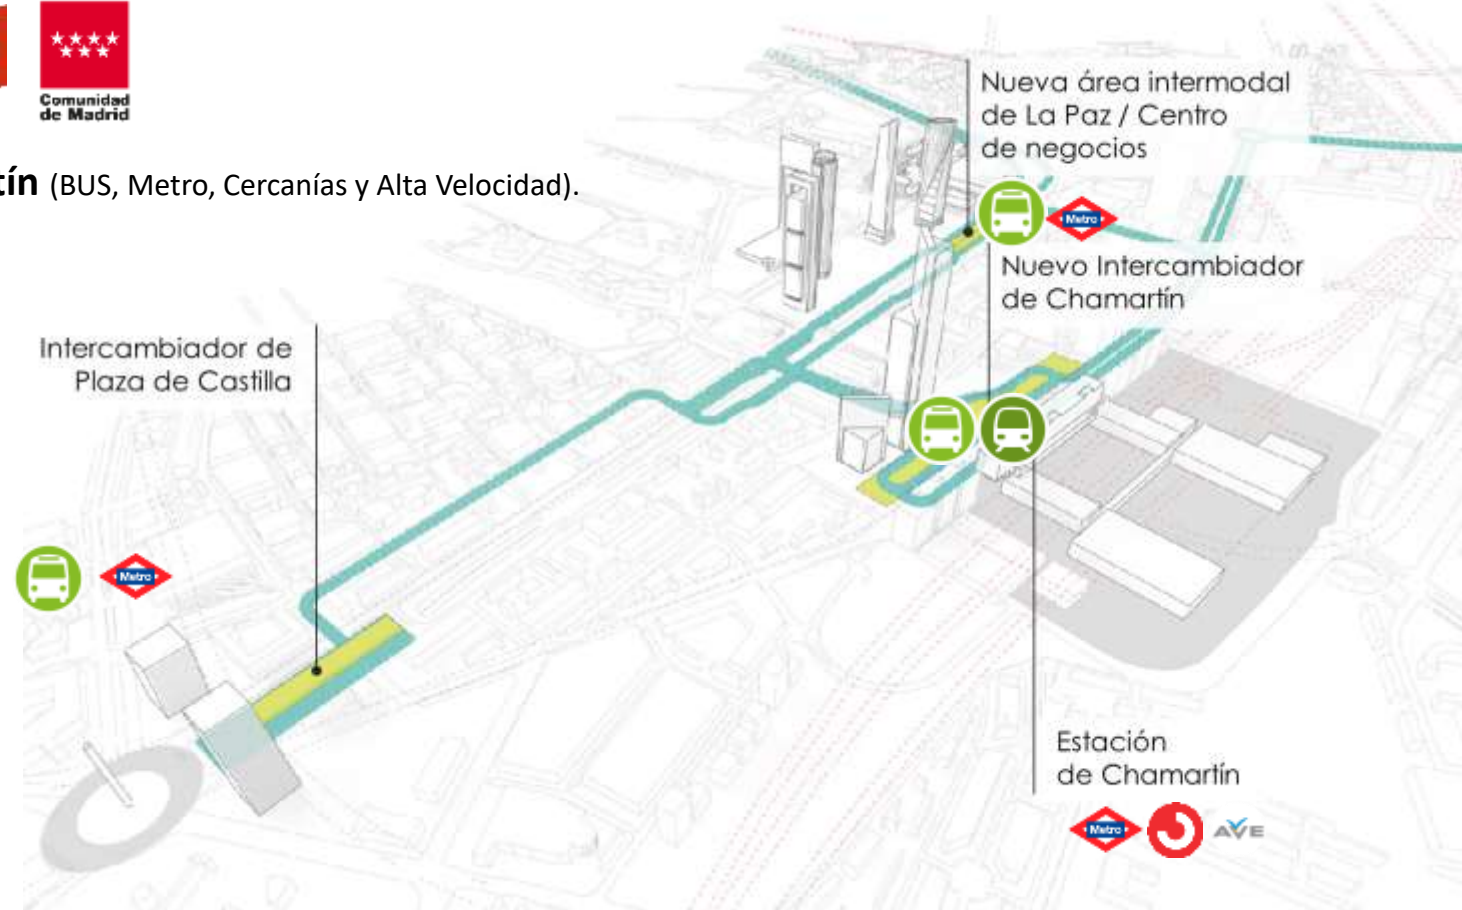 Comunidad
de Madrid
tín (BUS, Metro, Cercanías y Alta Velocidad).
Nueva área intermodal
de La Paz / Centro
de negocios
Metro
Nuevo Intercambiador
de Chamartín
Intercambiador de
Plaza de Castilla
Metro
Estación
de Chamartín
Metro
AVE